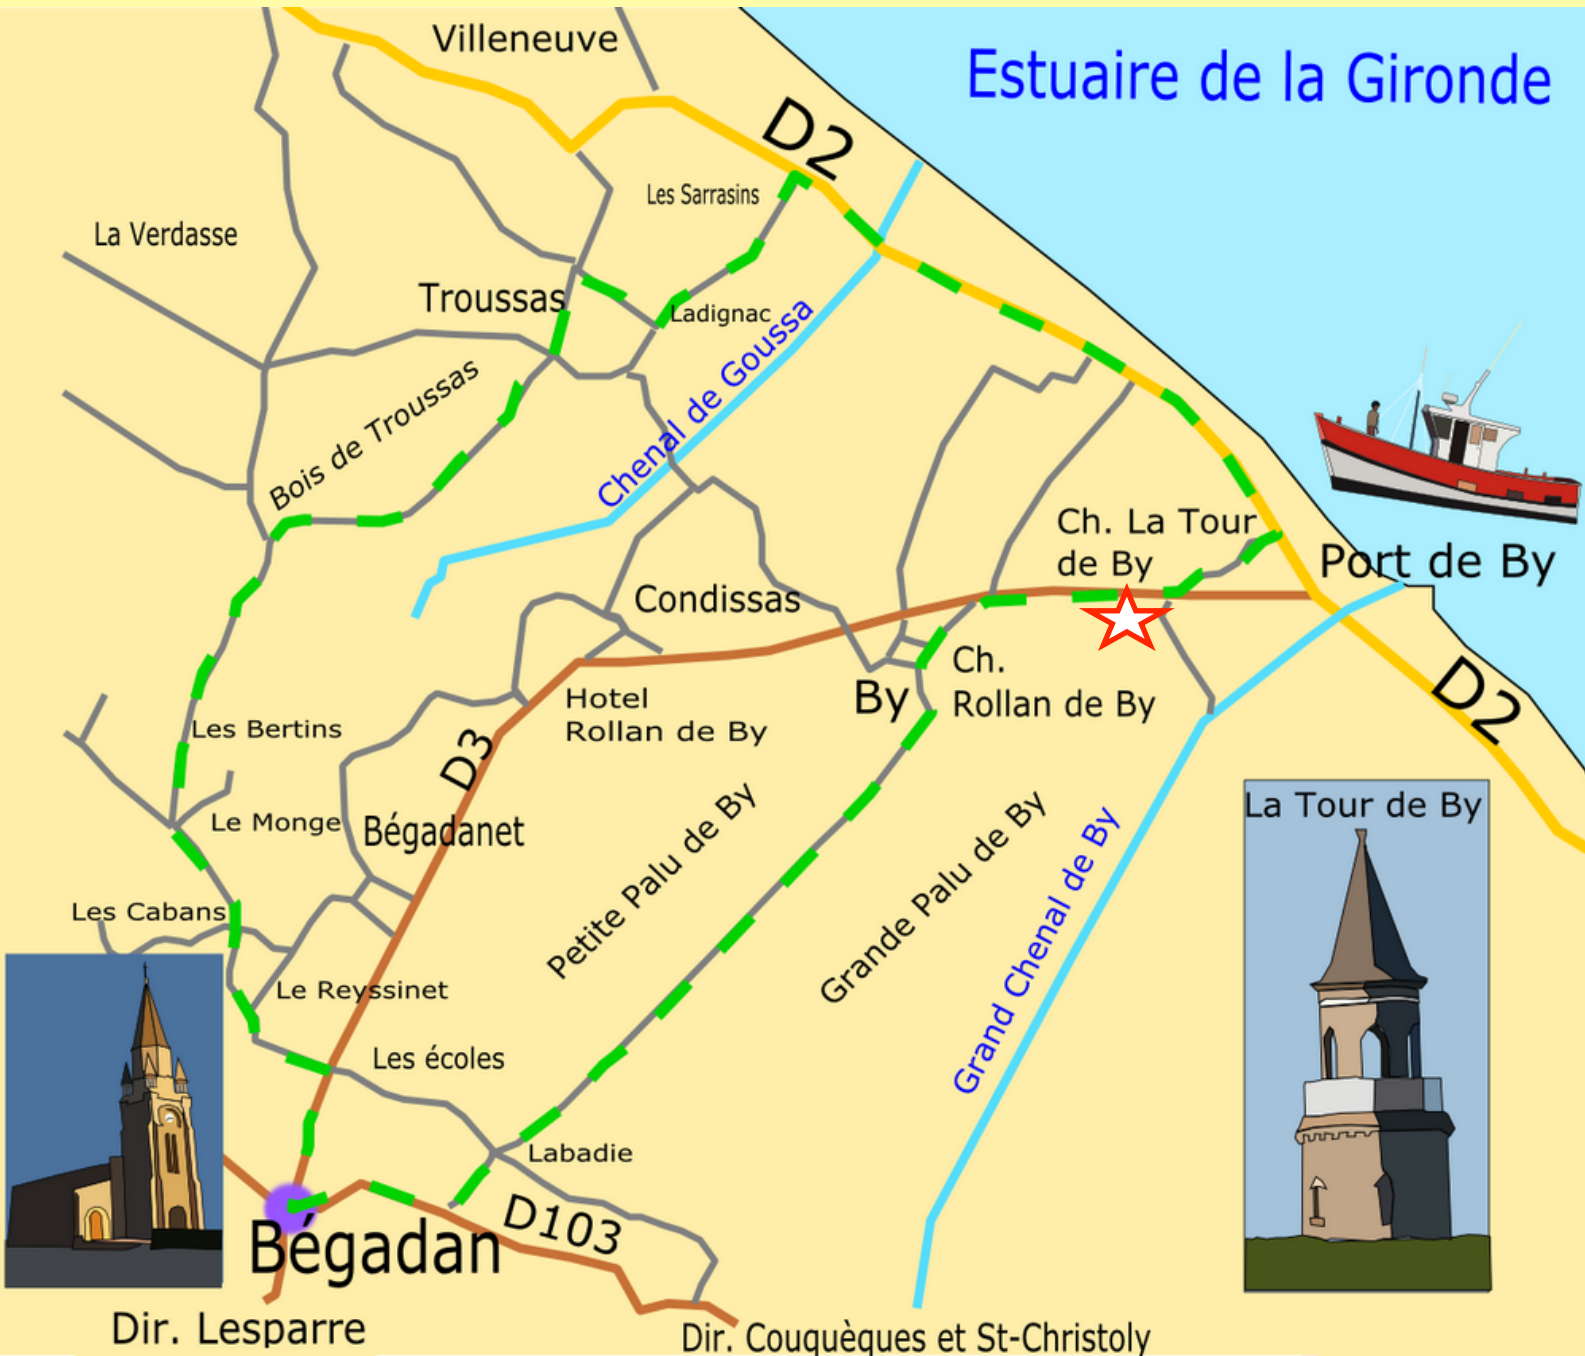 Villeneuve
Estuaire de la Gironde
D2
Les Sarrasins
La Verdasse
Troussas
Ladignac
Chenal de Goussa
Bois de Troussas
Ch. La Tour
de By
Port de By
Condissas
Ch.
Rollan de By
By
Hotel
Rollan de By
D2
Les Bertins
D3
Le Monge
Bégadanet
La Tour de By
Petite Palu de By
Grande Palu de By
Grand Chenal de By
Les Cabans
Le Reyssinet
Les écoles
Labadie
D103
Bégadan
Dir. Lesparre
Dir. Couquèques et St-Christoly